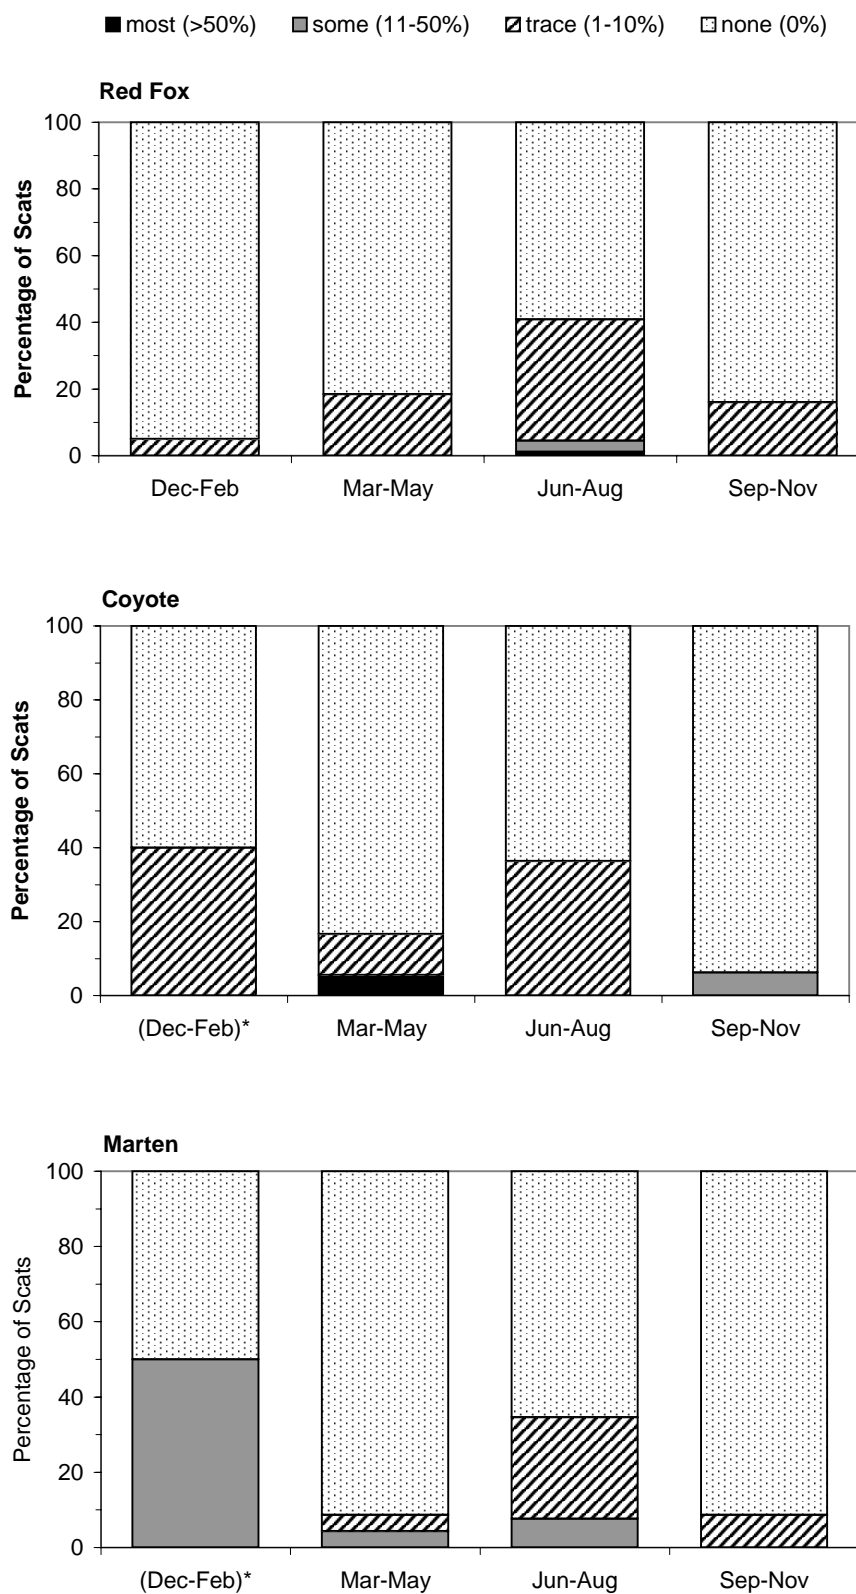 most (>50%) some (11-50%) trace (1-10%) none (0%)
Red Fox
Percentage of Scats
100
80
60
40
20
0
Dec-Feb Mar-May Jun-Aug Sep-Nov
Coyote
Percentage of Scats
100
80
60
40
20
0
(Dec-Feb)* Mar-May Jun-Aug Sep-Nov
Marten
Percentage of Scats
100
80
60
40
20
0
(Dec-Feb)* Mar-May Jun-Aug Sep-Nov